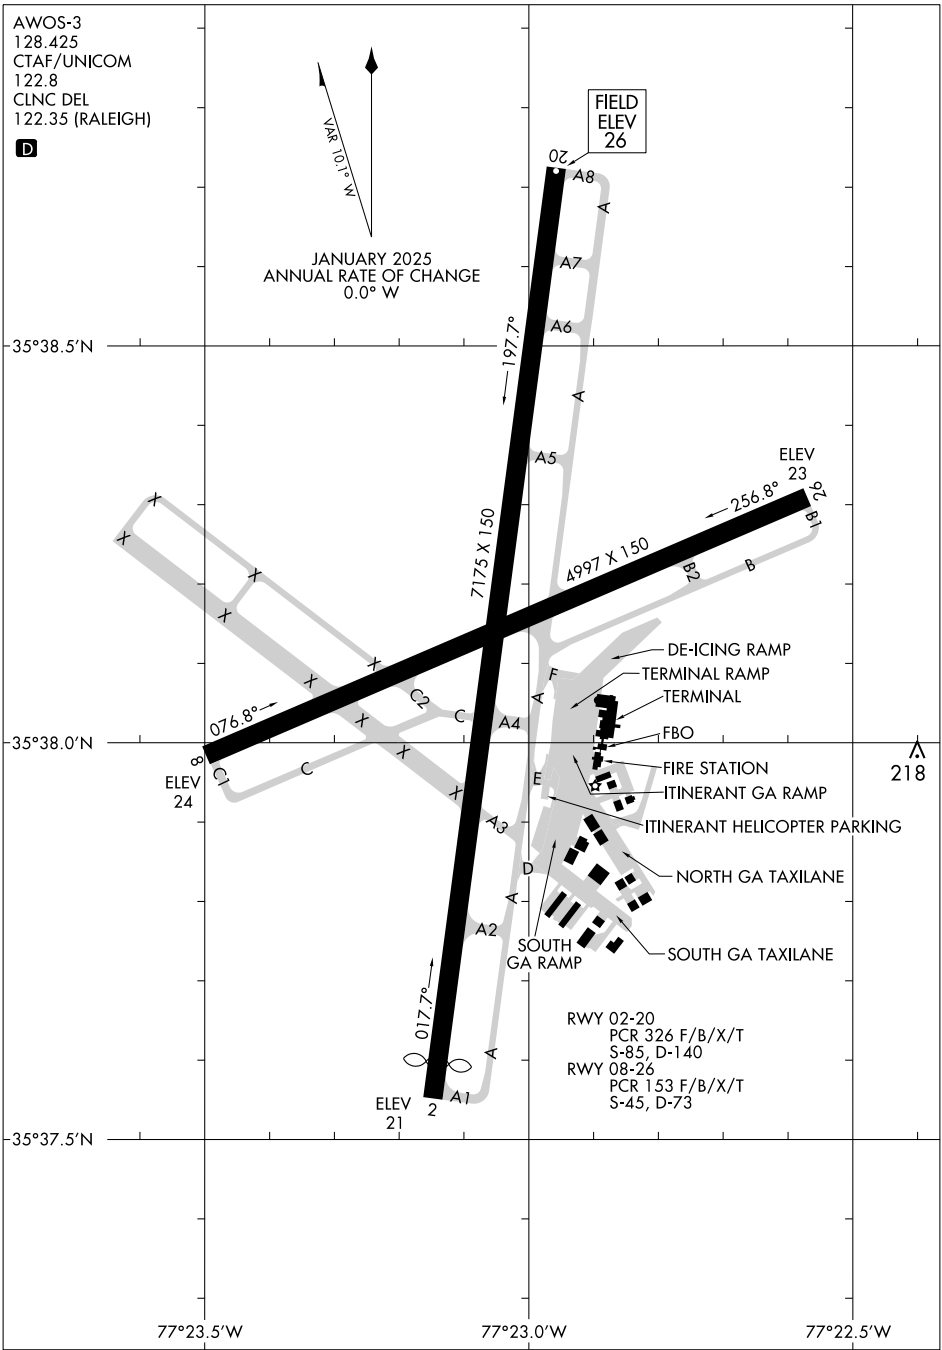 AWOS-3
128.425
CTAF/UNICOM
122.8
CLNC DEL
122.35 (RALEIGH)
D
VAR 10.1° W
JANUARY 2025
ANNUAL RATE OF CHANGE
0.0° W
FIELD
ELEV
26
20
A8
A
A7
A6
197.7°
35°38.5'N
A
A5
ELEV
23
26
256.8°
B1
7175 X 150
4997 X 150
B2
B
X
X
X
X
X
X
X
X
X
DE-ICING RAMP
F
TERMINAL RAMP
TERMINAL
A
C2
C
A4
076.8°
FBO
35°38.0'N
8
ELEV
24
C1
C
E
FIRE STATION
ITINERANT GA RAMP
218
A3
ITINERANT HELICOPTER PARKING
D
NORTH GA TAXILANE
A
A2
SOUTH
GA RAMP
SOUTH GA TAXILANE
017.7°
A
RWY 02-20
PCR 326 F/B/X/T
S-85, D-140
RWY 08-26
PCR 153 F/B/X/T
S-45, D-73
ELEV
21
2
A1
35°37.5'N
77°23.5'W
77°23.0'W
77°22.5'W